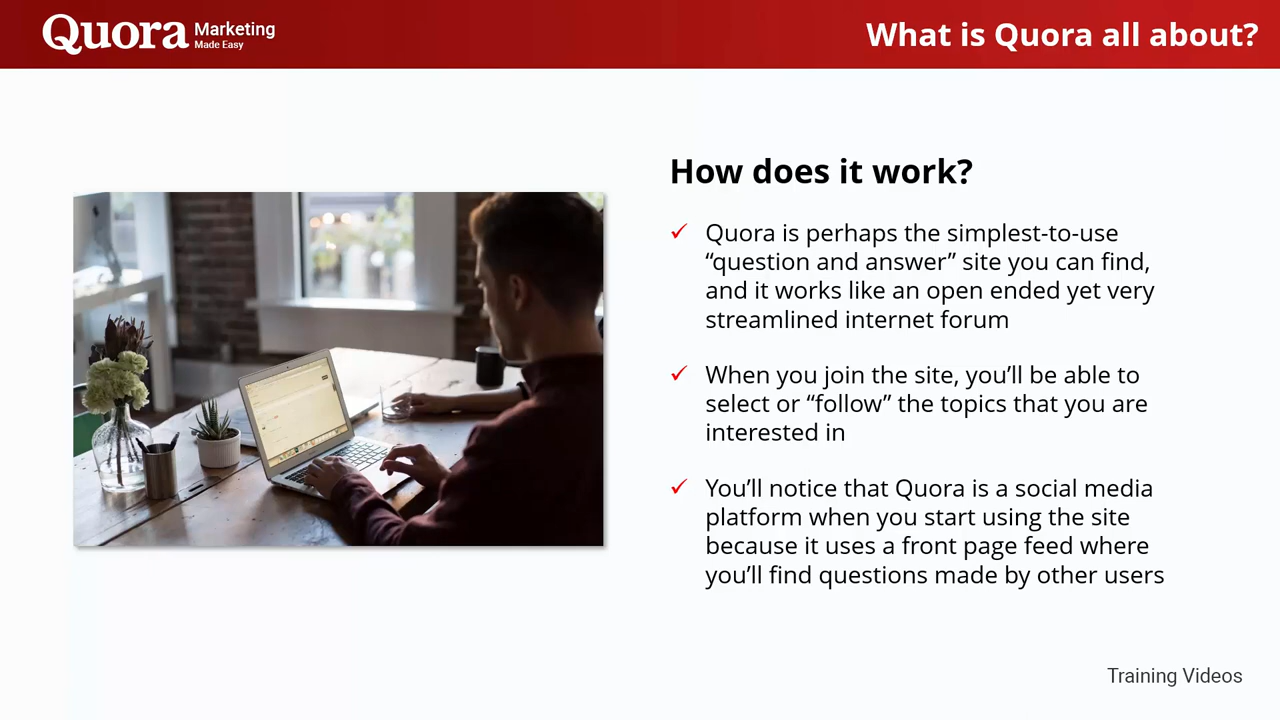 Quora Marketing
Made Easy
What is Quora all about?
How does it work?
Quora is perhaps the simplest-to-use
“question and answer” site you can find,
and it works like an open ended yet very
streamlined internet forum
When you join the site, you’ll be able to
select or “follow” the topics that you are
interested in
You’ll notice that Quora is a social media
platform when you start using the site
because it uses a front page feed where
you’ll find questions made by other users
Training Videos